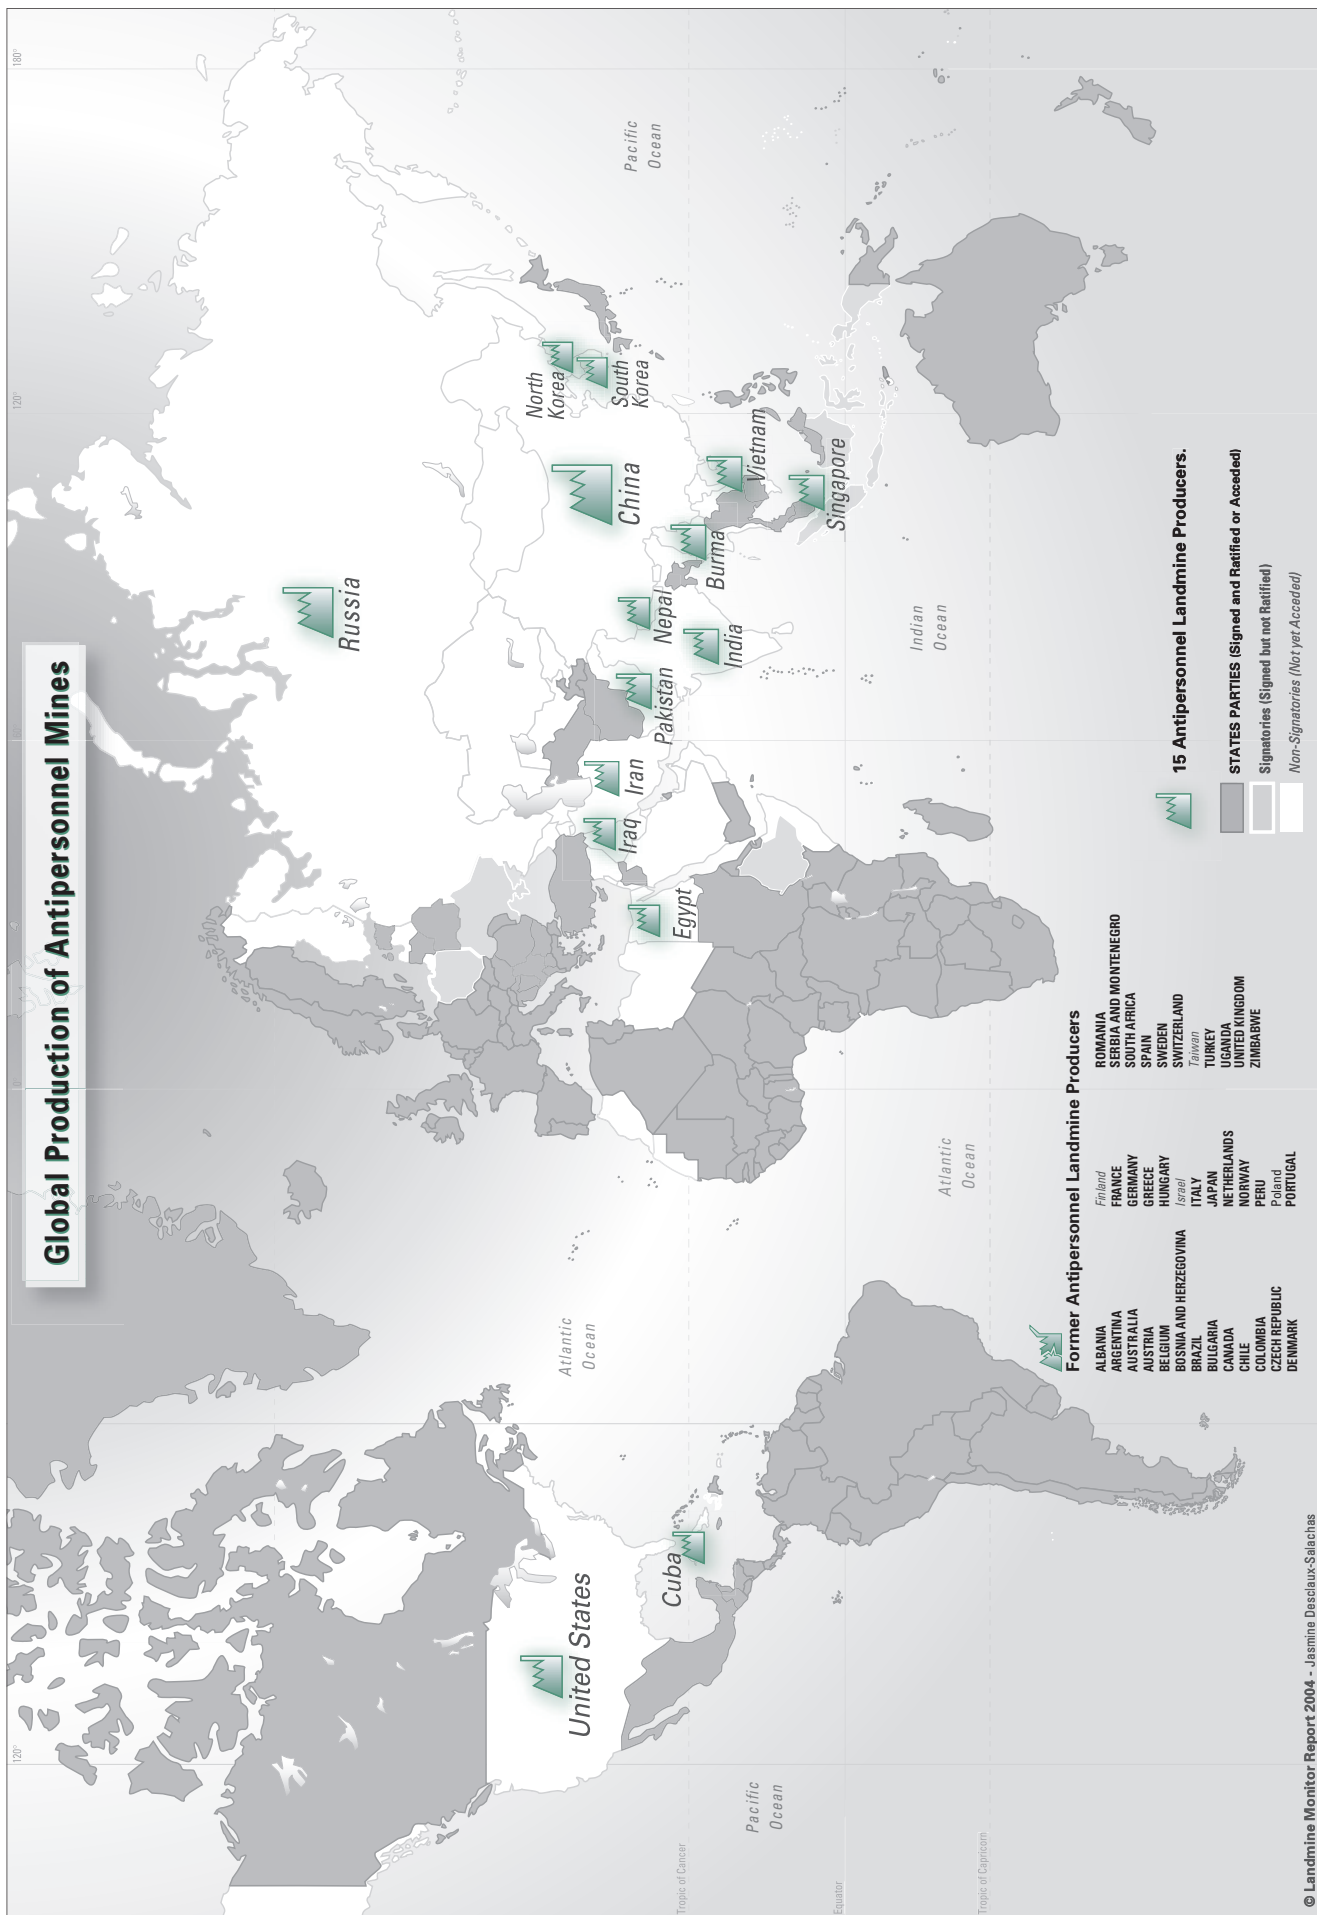 Global Production of Antipersonnel Mines
180°
120°
120°
Pacific
Ocean
Russia
North
Korea
South
Korea
China
Vietnam
Singapore
Burma
Nepal
India
Pakistan
Iran
Iraq
Egypt
Indian
Ocean
Atlantic
Ocean
Atlantic
Ocean
United States
Cuba
Pacific
Ocean
Tropic of Cancer
Equator
Tropic of Capricorn
15 Antipersonnel Landmine Producers.
STATES PARTIES (Signed and Ratified or Acceded)
Signatories (Signed but not Ratified)
Non-Signatories (Not yet Acceded)
Former Antipersonnel Landmine Producers
ALBANIA
ARGENTINA
AUSTRALIA
AUSTRIA
BELGIUM
BOSNIA AND HERZEGOVINA
BRAZIL
BULGARIA
CANADA
CHILE
COLOMBIA
CZECH REPUBLIC
DENMARK
Finland
FRANCE
GERMANY
GREECE
HUNGARY
Israel
ITALY
JAPAN
NETHERLANDS
NORWAY
PERU
Poland
PORTUGAL
ROMANIA
SERBIA AND MONTENEGRO
SOUTH AFRICA
SPAIN
SWEDEN
SWITZERLAND
Taiwan
TURKEY
UGANDA
UNITED KINGDOM
ZIMBABWE
© Landmine Monitor Report 2004 - Jasmine Desclaux-Salachas